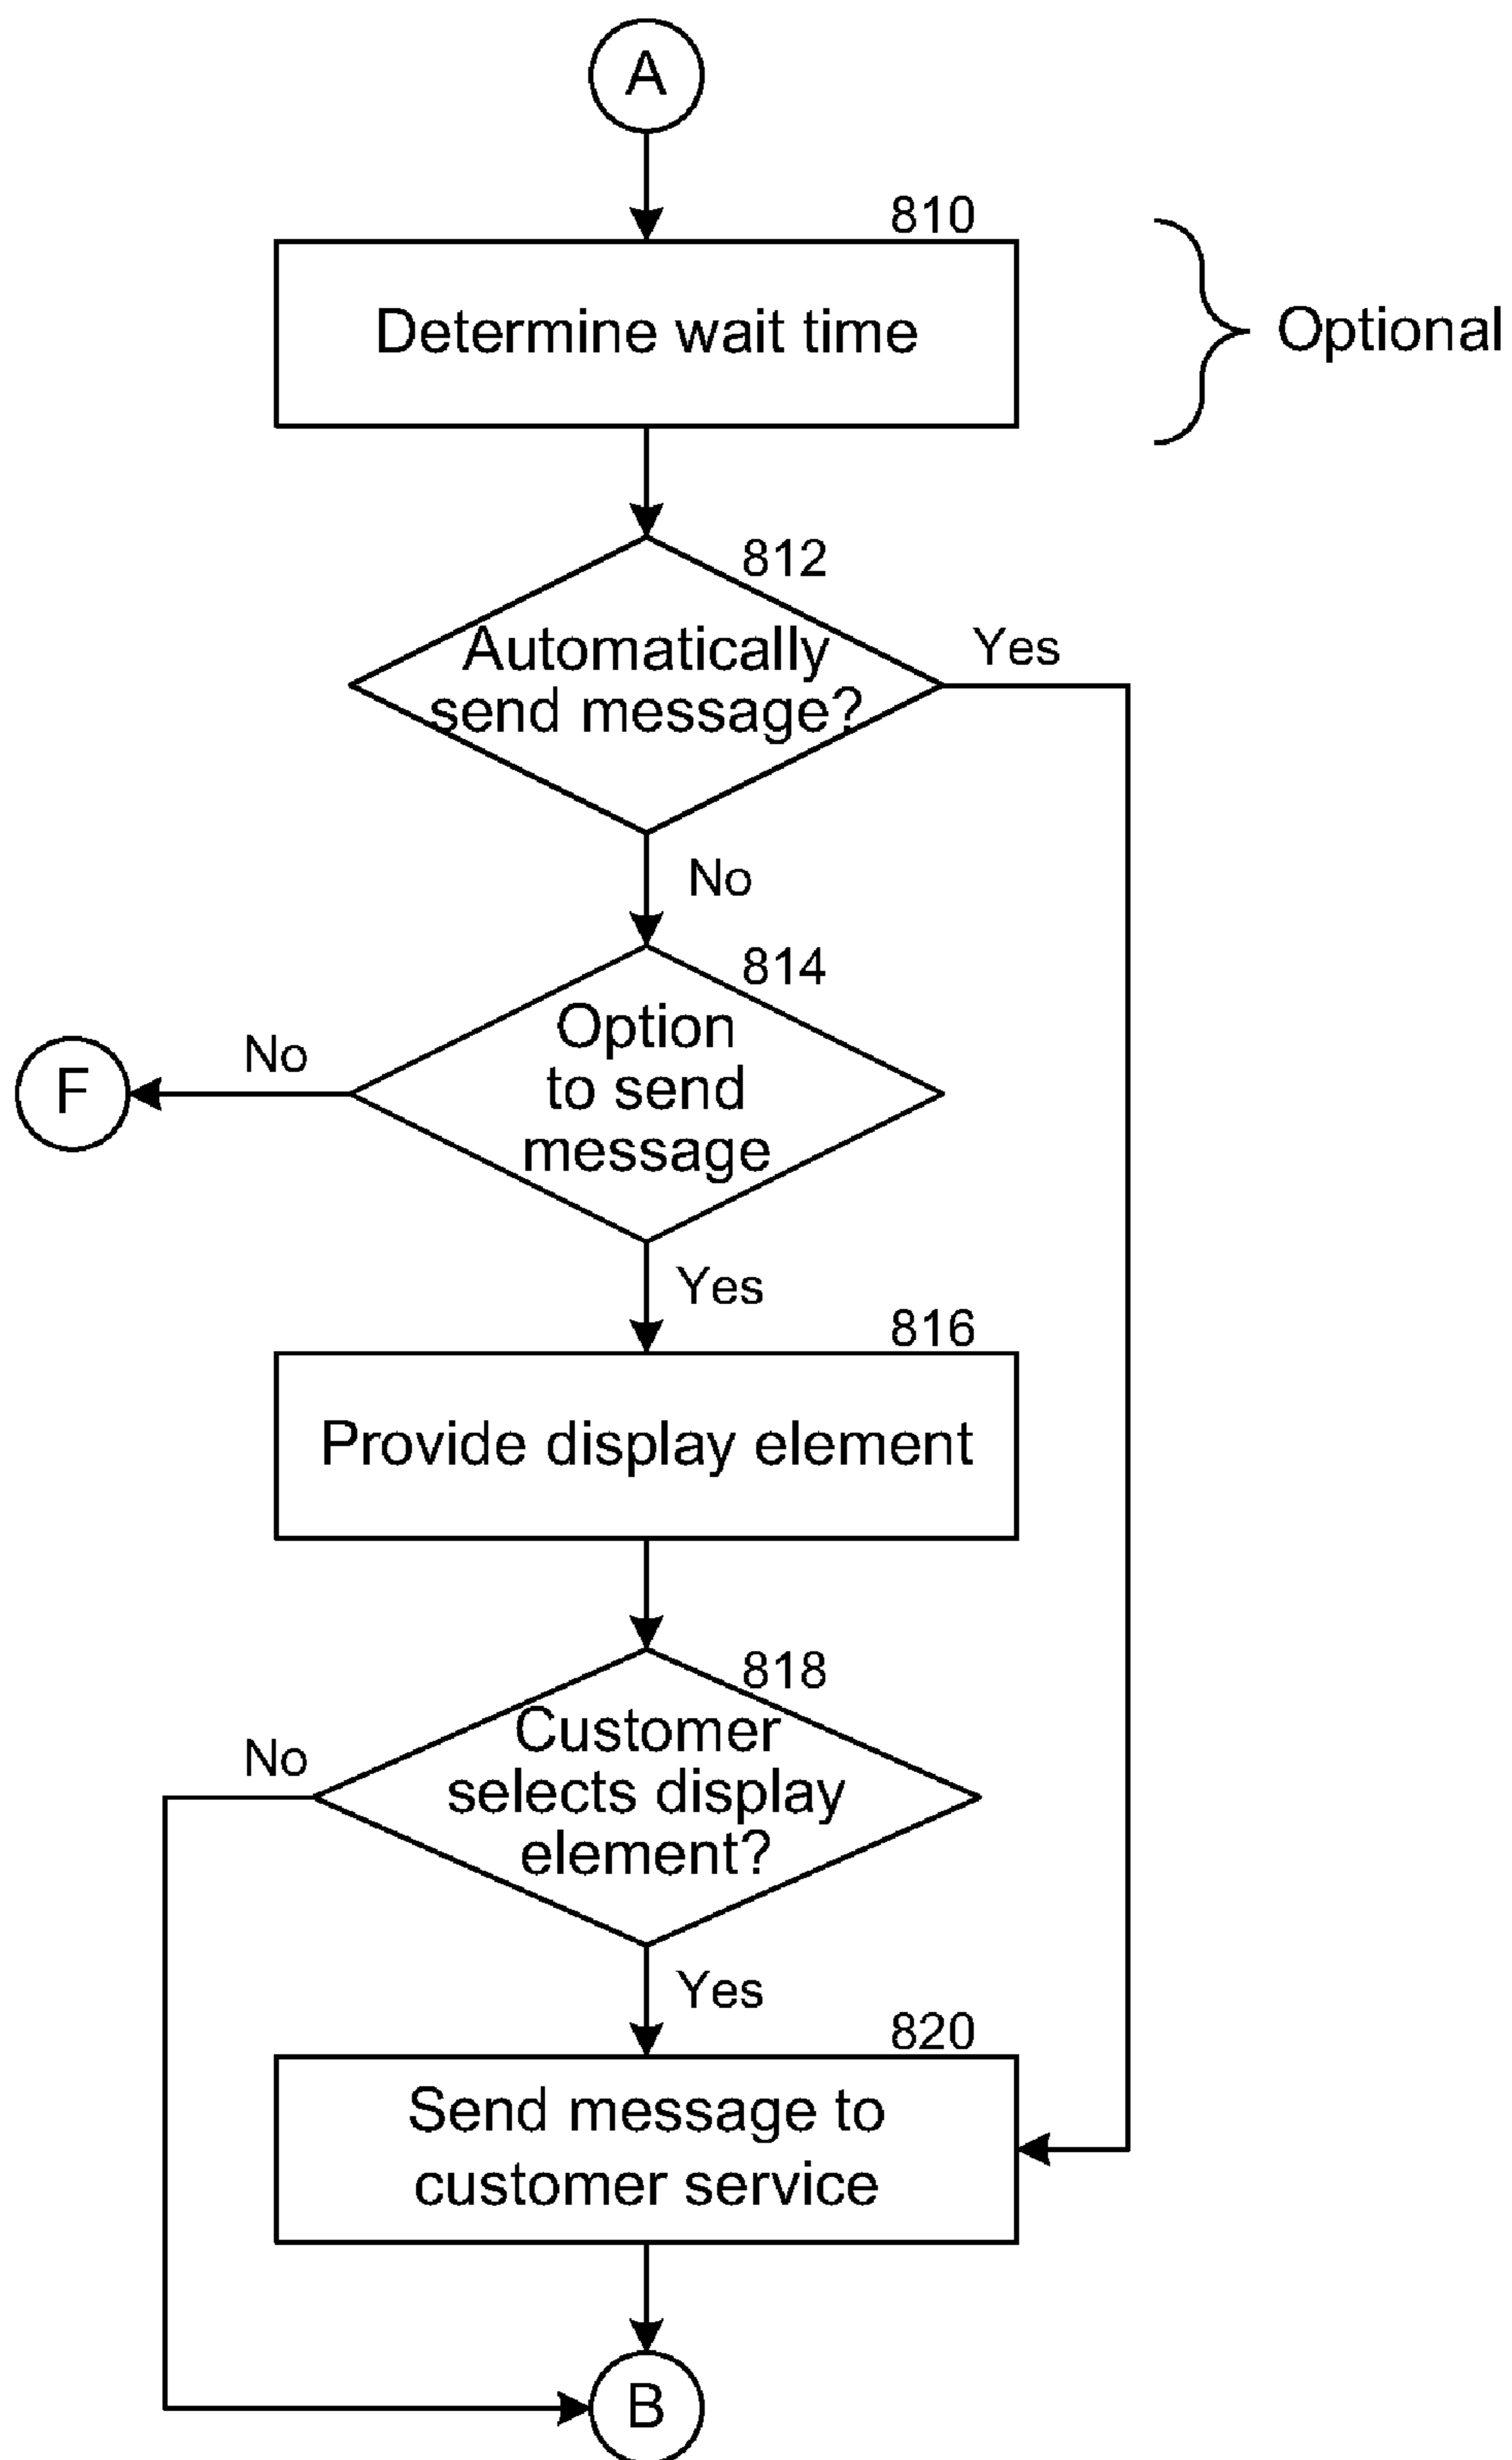 A
810
Determine wait time
Optional
812
Automatically
send message?
Yes
No
814
Option
to send
message
No
F
Yes
816
Provide display element
818
Customer
selects display
element?
No
Yes
820
Send message to
customer service
B